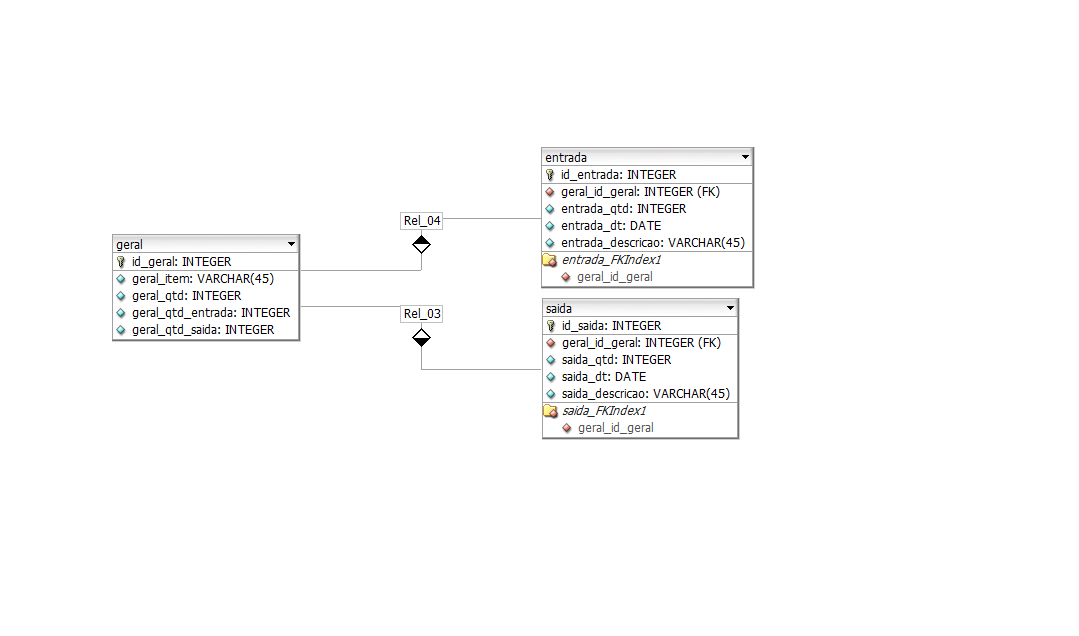 geral
id_geral: INTEGER
geral_item: VARCHAR(45)
geral_qtd: INTEGER
geral_qtd_entrada: INTEGER
geral_qtd_saida: INTEGER
Rel_04
Rel_03
entrada
id_entrada: INTEGER
geral_id_geral: INTEGER (FK)
entrada_qtd: INTEGER
entrada_dt: DATE
entrada_descricao: VARCHAR(45)
entrada_FKIndex1
geral_id_geral
saida
id_saida: INTEGER
geral_id_geral: INTEGER (FK)
saida_qtd: INTEGER
saida_dt: DATE
saida_descricao: VARCHAR(45)
saida_FKIndex1
geral_id_geral